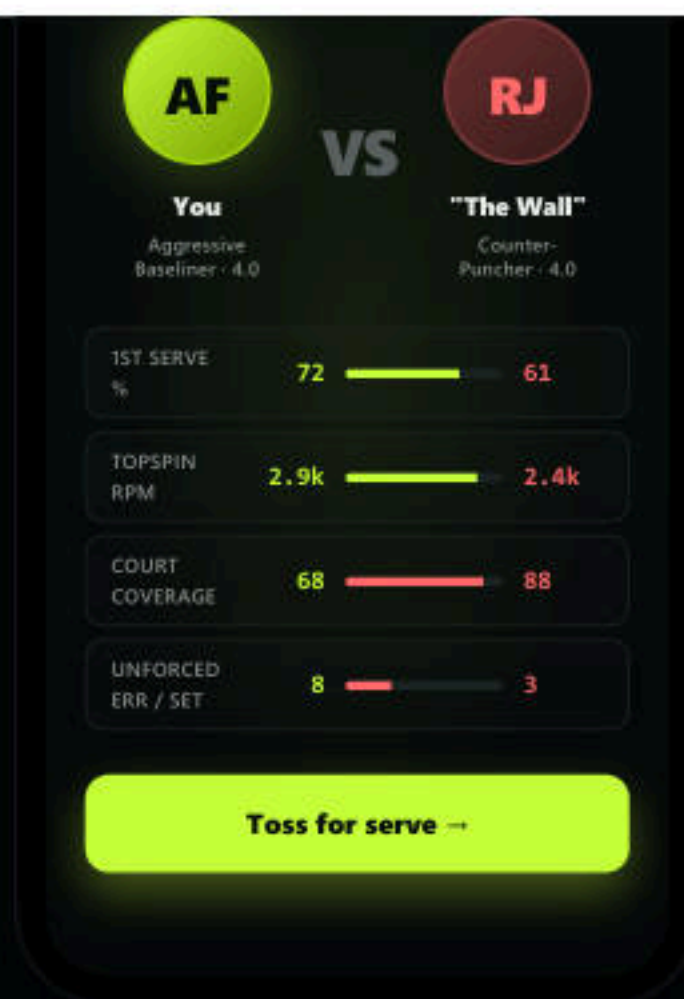 AF
RJ
VS
You
"The Wall"
Aggressive
Baseliner · 4.0
Counter-
Puncher · 4.0
1ST SERVE
%
72
61
TOPSPIN
RPM
2.9k
2.4k
COURT
COVERAGE
68
88
UNFORCED
ERR / SET
8
3
Toss for serve →